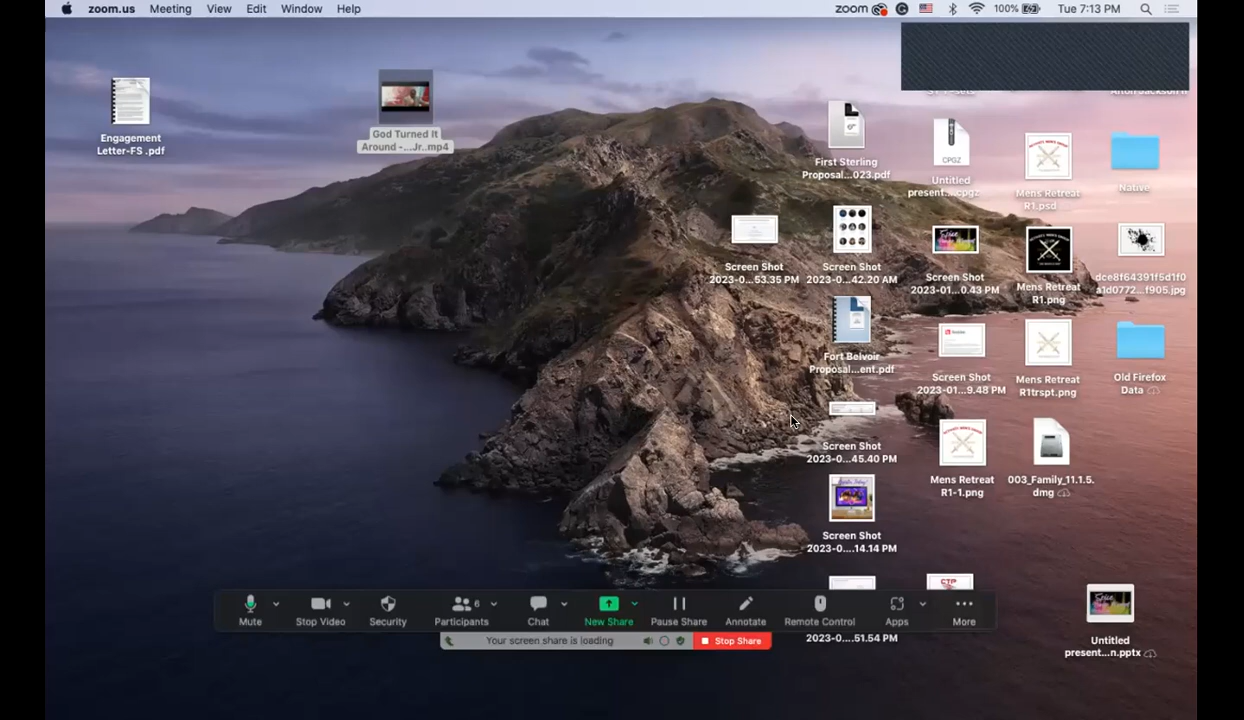 zoom.us Meeting View Edit Window Help
zoom 100% Tue 7:13 PM
Engagement
Letter-FS .pdf
God Turned It
Around -...Jr..mp4
First Sterling
Proposal...023.pdf
CPGZ
Untitled
present....cpgz
Mens Retreat
R1.psd
Native
Screen Shot
2023-0...53.35 PM
Screen Shot
2023-0...42.20 AM
Screen Shot
2023-01...0.43 PM
Mens Retreat
R1.png
dce8f64391f5d1f0
a1d0772...f905.jpg
Fort Belvoir
Proposal...ent.pdf
Screen Shot
2023-01...9.48 PM
Mens Retreat
R1trspt.png
Old Firefox
Data
Screen Shot
2023-0...45.40 PM
Mens Retreat
R1-1.png
003_Family_11.1.5.
dmg
Screen Shot
2023-0....14.14 PM
CTP
Mute Stop Video Security Participants 6 Chat New Share Pause Share Annotate Remote Control Apps More
Your screen share is loading Stop Share
2023-0....51.54 PM
Untitled
present...n.pptx